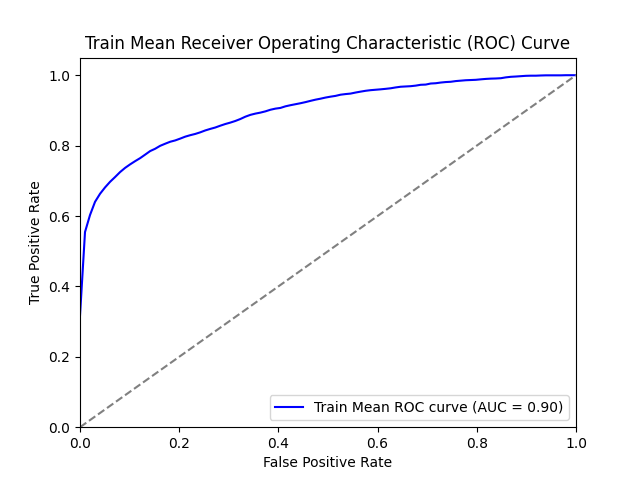 Train Mean Receiver Operating Characteristic (ROC) Curve
True Positive Rate
1.0
0.8
0.6
0.4
0.2
0.0
Train Mean ROC curve (AUC = 0.90)
0.0 0.2 0.4 0.6 0.8 1.0
False Positive Rate